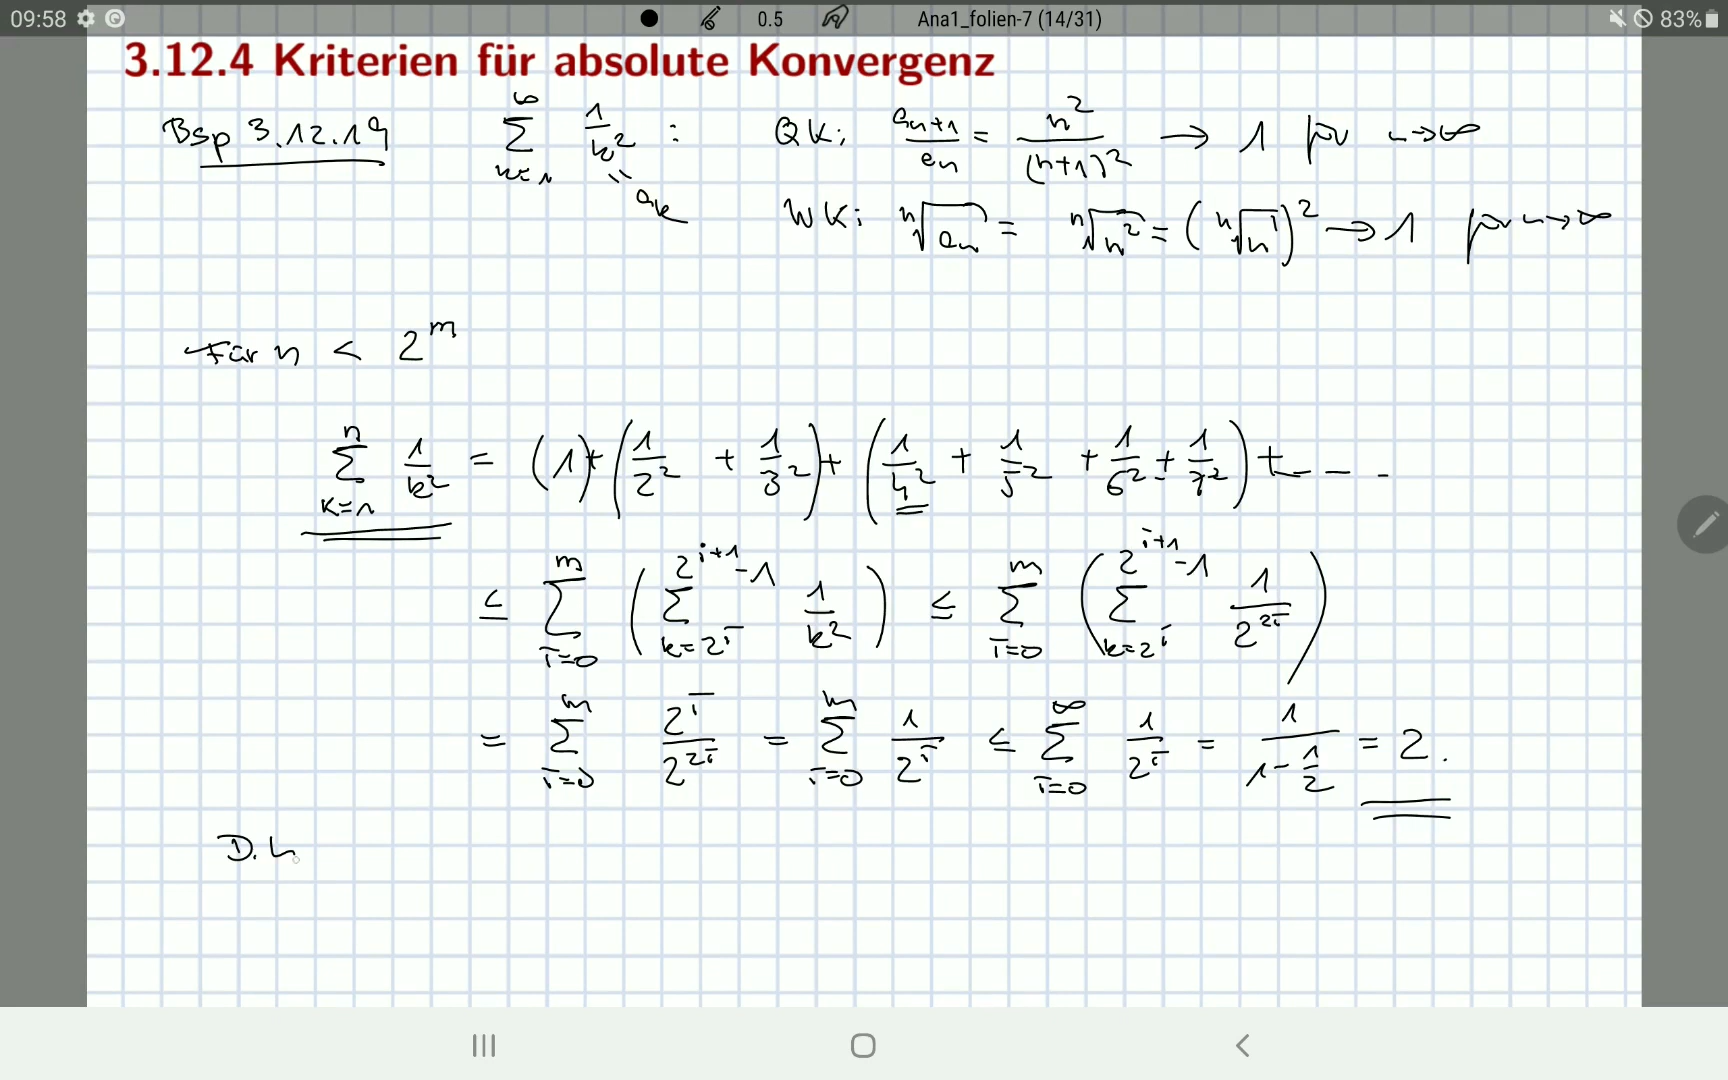 09:58 0.5 Ana1_folien-7 (14/31) 83%
3.12.4 Kriterien für absolute Konvergenz
Bsp 3.12.19 ∑_{k=1}^{∞} 1/k² : QK: a_{n+1}/a_n = n²/(n+1)² → 1 für n→∞
= a_k WK: ⁿ√a_n = ⁿ√n² = (ⁿ√n)² → 1 für n→∞
Für n < 2^m
∑_{k=1}^{n} 1/k² = (1) + (1/2² + 1/3²) + (1/4² + 1/5² + 1/6² + 1/7²) + - - -
≤ ∑_{i=0}^{m} (∑_{k=2^i}^{2^{i+1}-1} 1/k²) ≤ ∑_{i=0}^{m} (∑_{k=2^i}^{2^{i+1}-1} 1/2^{2i})
= ∑_{i=0}^{m} 2^i/2^{2i} = ∑_{i=0}^{m} 1/2^i ≤ ∑_{i=0}^{∞} 1/2^i = 1/(1-1/2) = 2.
D.h.